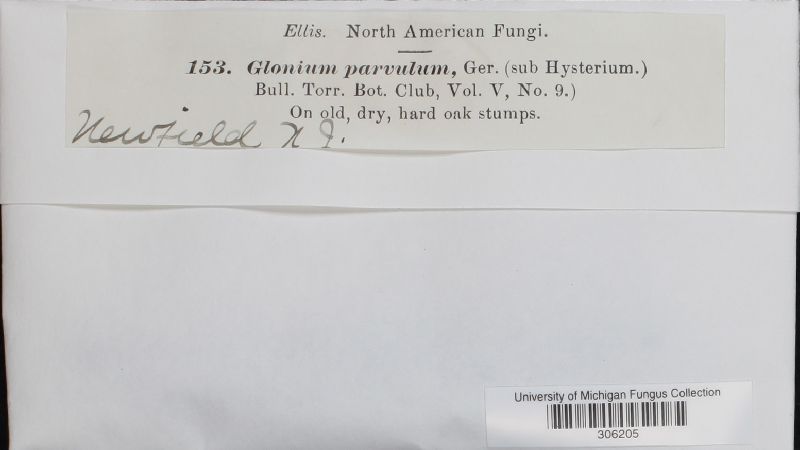 Ellis. North American Fungi.
153. Glonium parvulum, Ger. (sub Hysterium.)
Bull. Torr. Bot. Club, Vol. V, No. 9.)
On old, dry, hard oak stumps.
Newfield N J.
University of Michigan Fungus Collection
306205